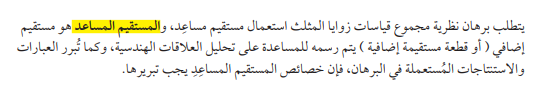 يتطلب برهان نظرية مجموع قياسات زوايا المثلث استعمال مستقيم مساعِد، والمستقيم المساعد هو مستقيم
إضافي ( أو قطعة مستقيمة إضافية ) يتم رسمه للمساعدة على تحليل العلاقات الهندسية، وكما تُبرر العبارات
والاستنتاجات المُستعملة في البرهان، فإن خصائص المستقيم المساعِدِ يجب تبريرها.